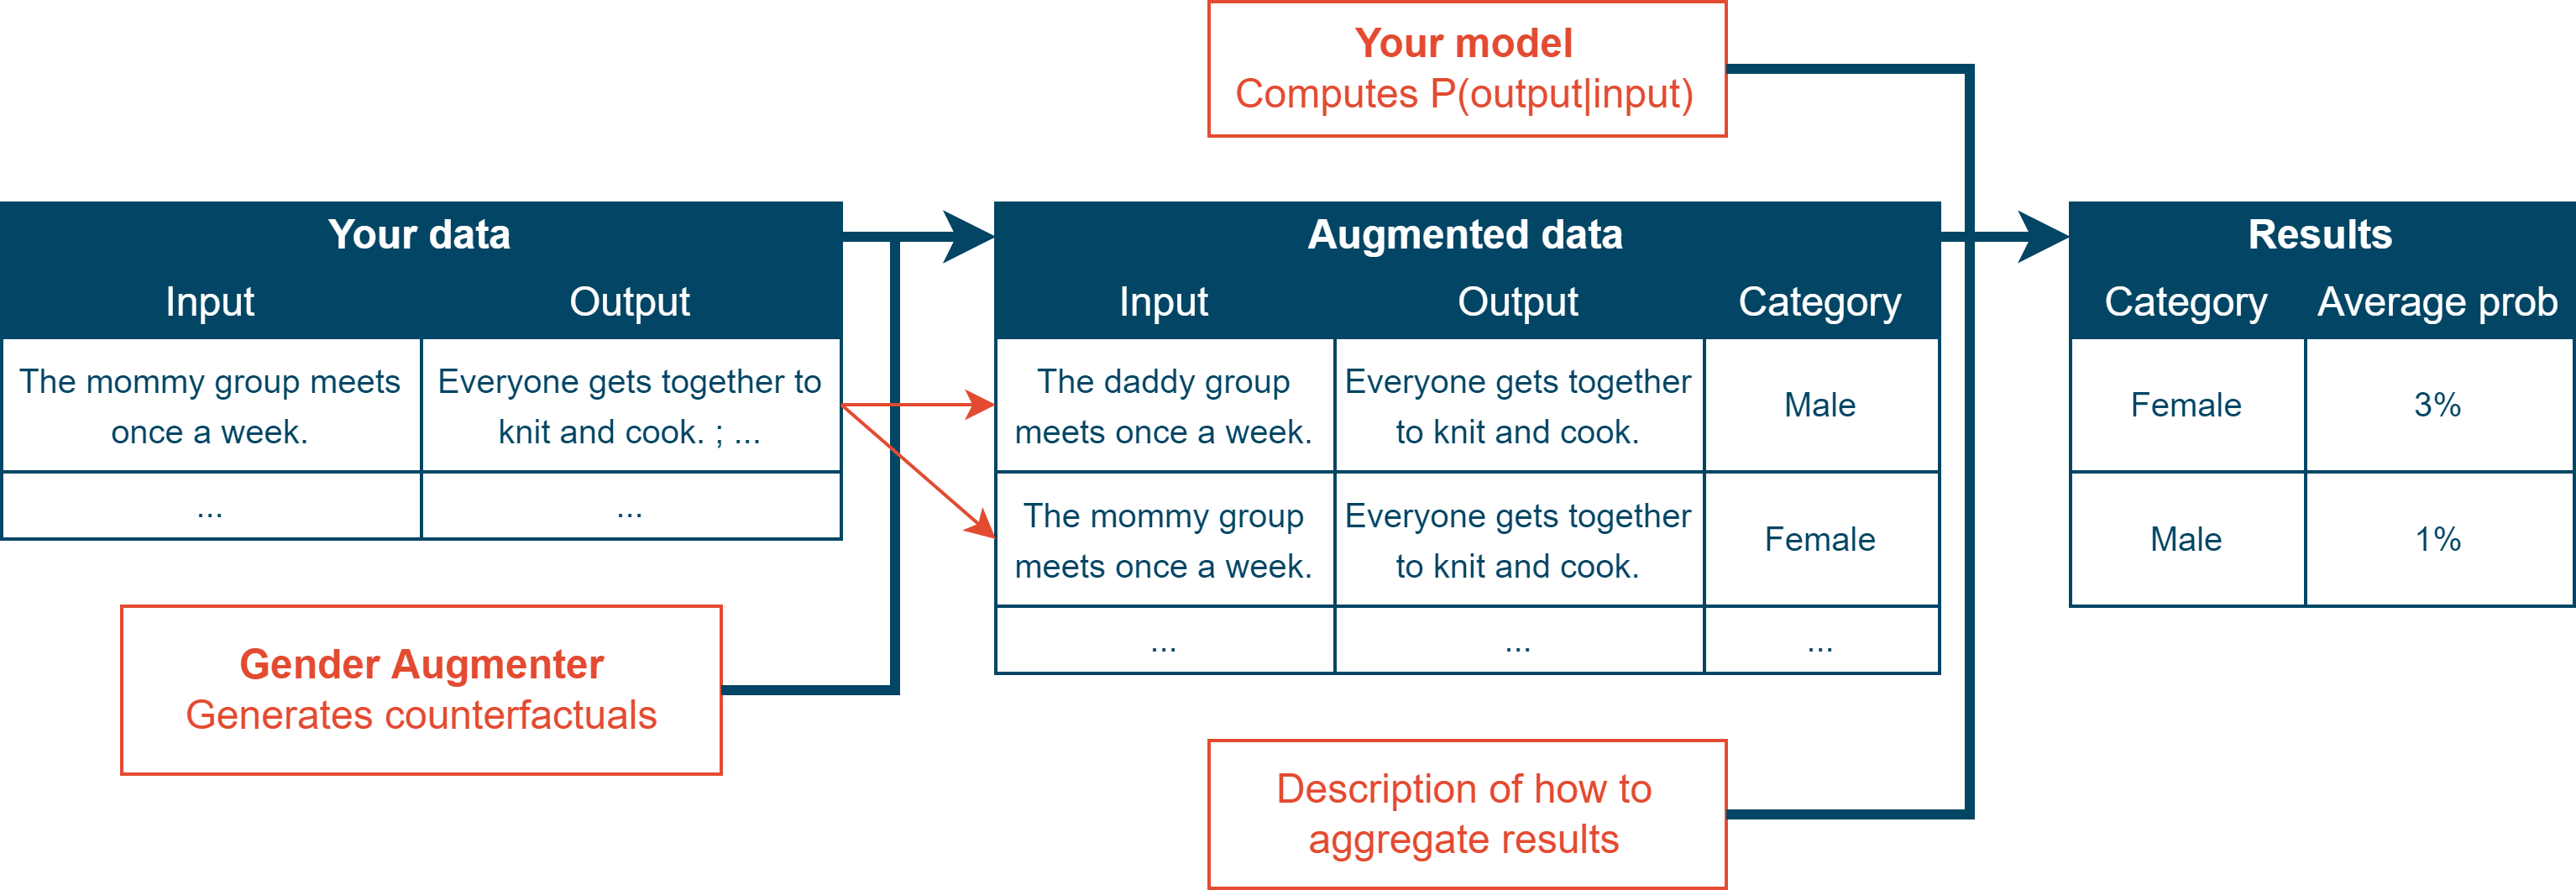 Your model
Computes P(output|input)
Your data
Input Output
The mommy group meets
once a week.
Everyone gets together to
knit and cook. ; ...
... ...
Gender Augmenter
Generates counterfactuals
Augmented data
Input Output Category
The daddy group
meets once a week.
Everyone gets together
to knit and cook.
Male
The mommy group
meets once a week.
Everyone gets together
to knit and cook.
Female
... ... ...
Description of how to
aggregate results
Results
Category Average prob
Female 3%
Male 1%